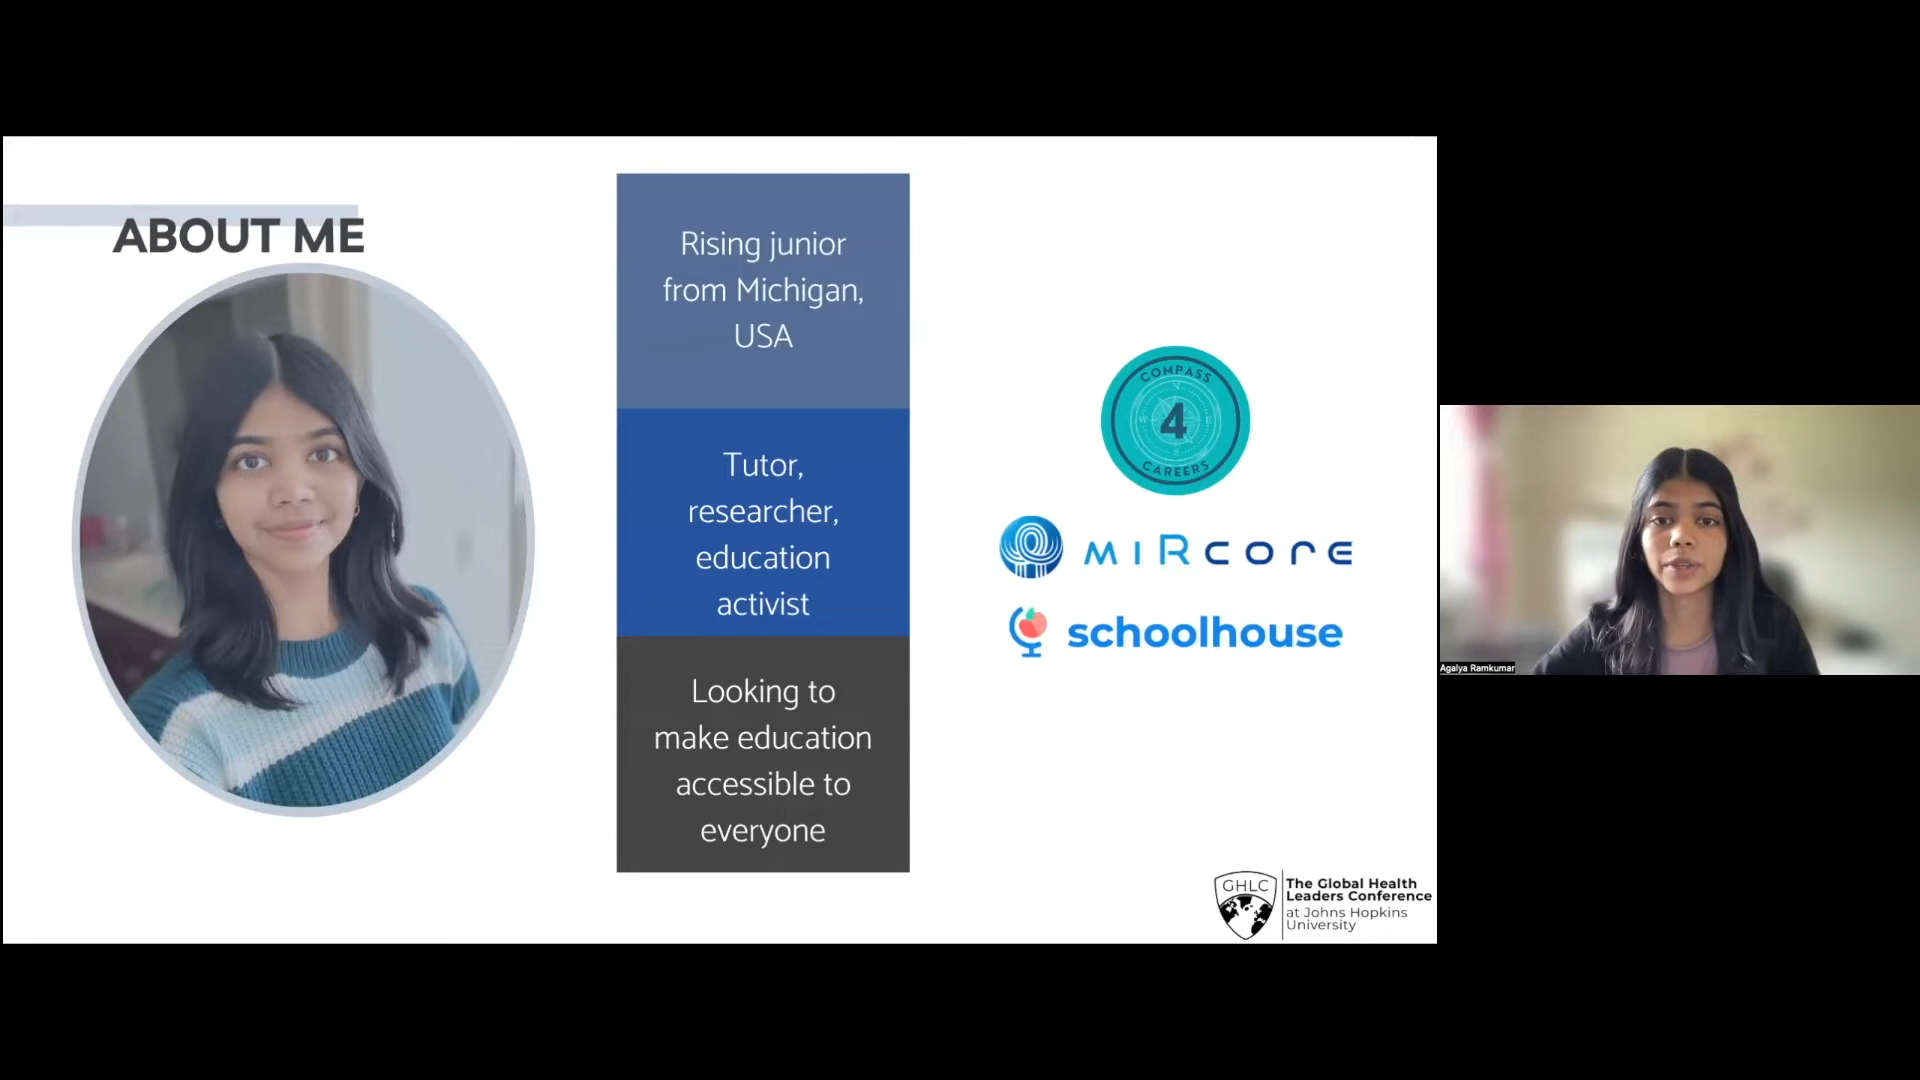 ABOUT ME
Rising junior
from Michigan,
USA
Tutor,
researcher,
education
activist
Looking to
make education
accessible to
everyone
COMPASS
4
CAREERS
miRcore
schoolhouse
GHLC
The Global Health
Leaders Conference
at Johns Hopkins
University
Agalya Ramkumar